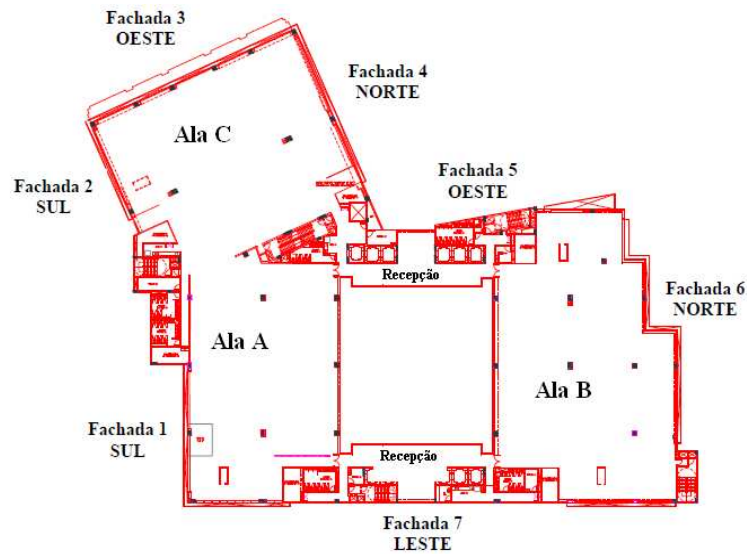 Fachada 3
OESTE
Fachada 4
NORTE
Ala C
Fachada 2
SUL
Fachada 5
OESTE
Recepção
Fachada 6
NORTE
Ala A
Ala B
Fachada 1
SUL
Recepção
Fachada 7
LESTE